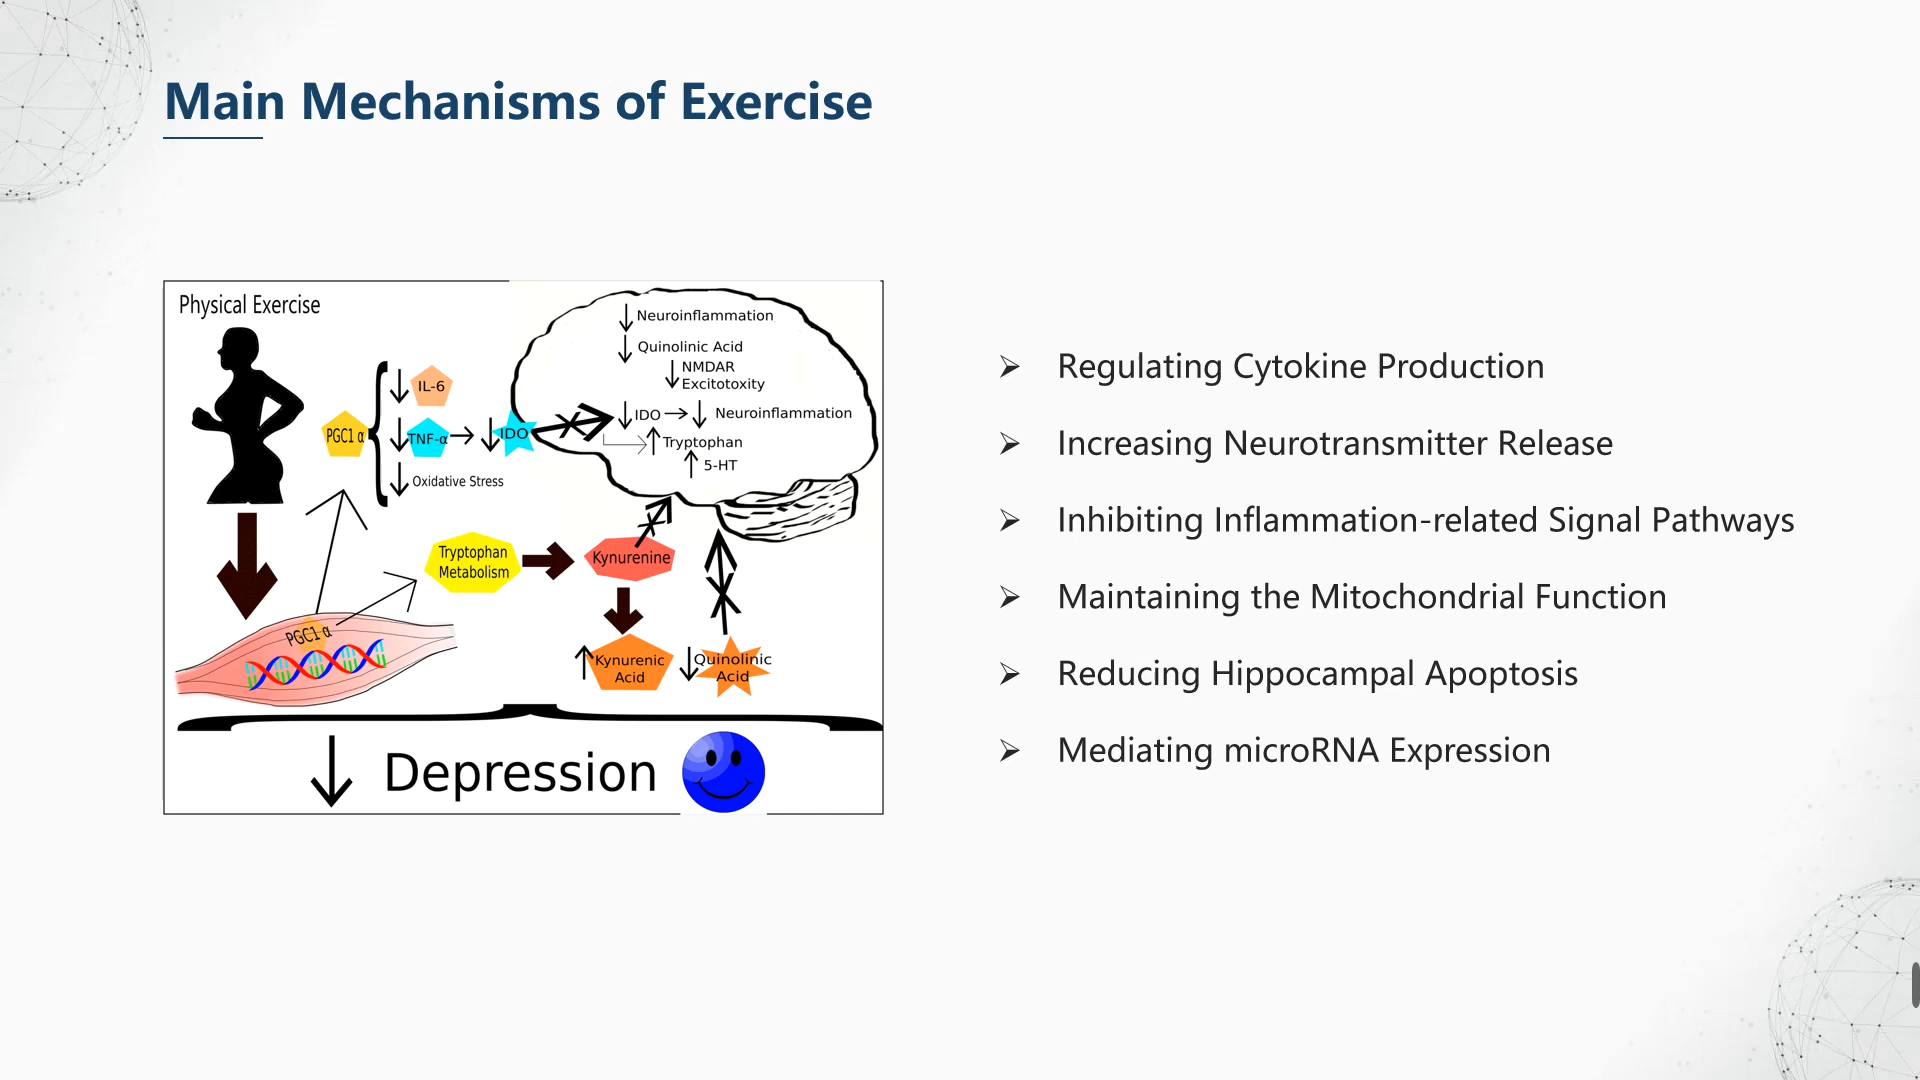 Main Mechanisms of Exercise
Physical Exercise
PGC1 α
IL-6
TNF-α
IDO
Oxidative Stress
Neuroinflammation
Quinolinic Acid
NMDAR
Excitotoxity
IDO
Neuroinflammation
Tryptophan
5-HT
Tryptophan
Metabolism
Kynurenine
PGC1 α
Kynurenic
Acid
Quinolinic
Acid
Depression
➢ Regulating Cytokine Production
➢ Increasing Neurotransmitter Release
➢ Inhibiting Inflammation-related Signal Pathways
➢ Maintaining the Mitochondrial Function
➢ Reducing Hippocampal Apoptosis
➢ Mediating microRNA Expression